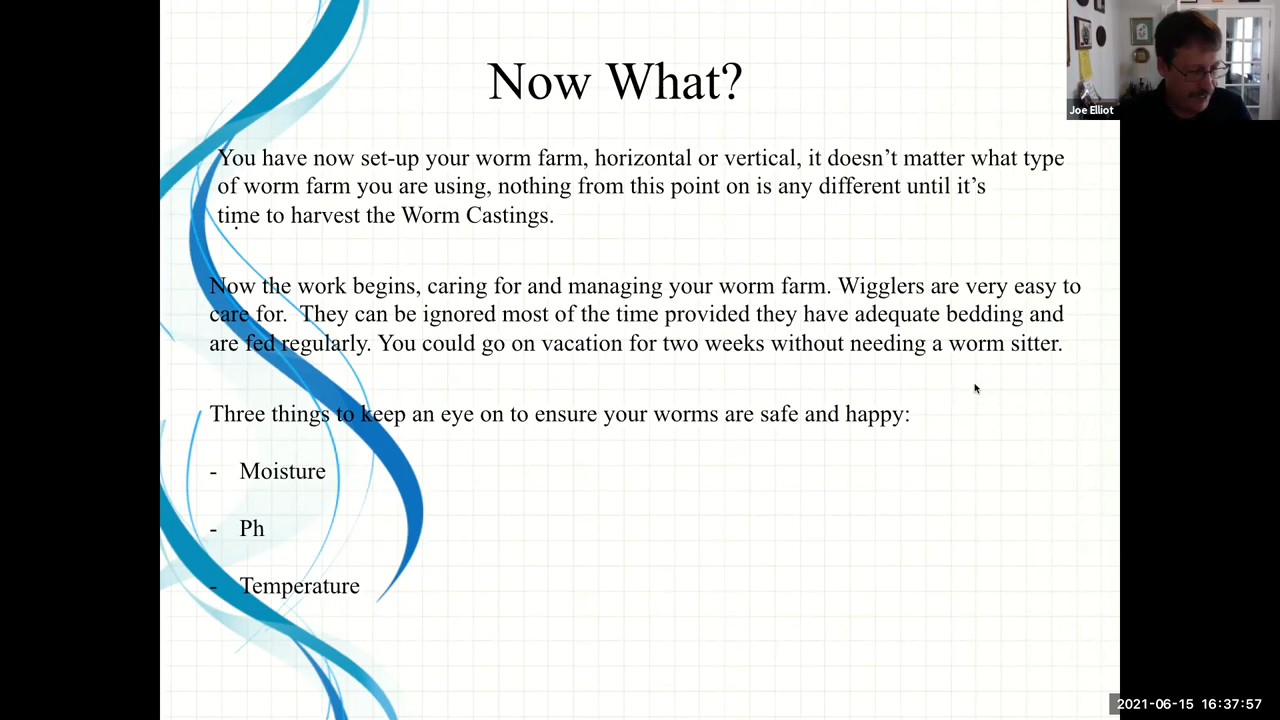 Now What?
Joe Elliot
You have now set-up your worm farm, horizontal or vertical, it doesn’t matter what type
of worm farm you are using, nothing from this point on is any different until it’s
time to harvest the Worm Castings.
.
Now the work begins, caring for and managing your worm farm. Wigglers are very easy to
care for.  They can be ignored most of the time provided they have adequate bedding and
are fed regularly. You could go on vacation for two weeks without needing a worm sitter.
Three things to keep an eye on to ensure your worms are safe and happy:
- Moisture
- Ph
- Temperature
2021-06-15 16:37:57